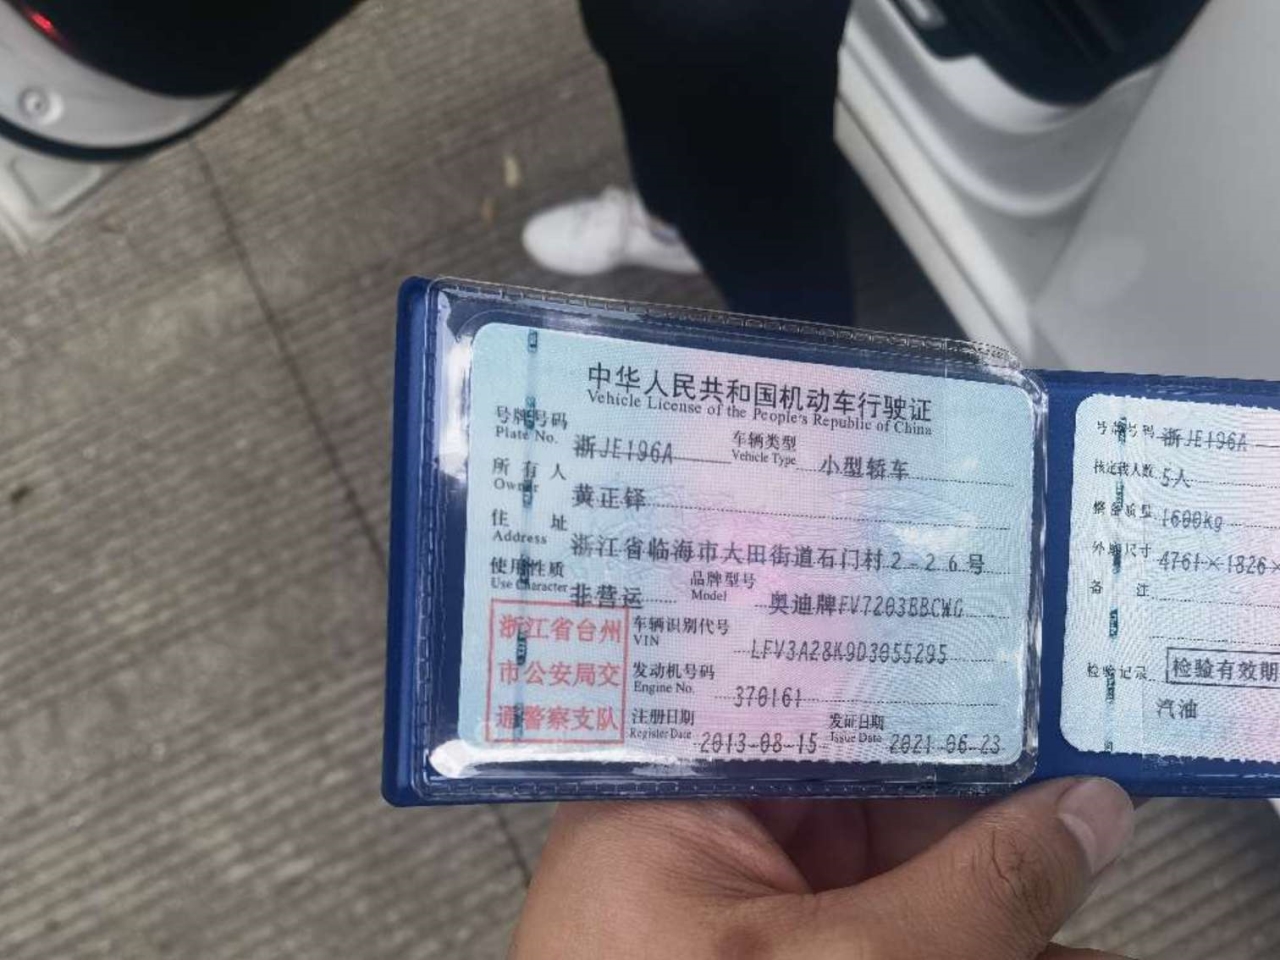 中华人民共和国机动车行驶证
Vehicle License of the People's Republic of China
号牌号码 浙JE196A 车辆类型 小型轿车
Plate No. Vehicle Type
所有人 黄正铎
Owner
住址 浙江省临海市大田街道石门村2-26号
Address
使用性质 非营运 品牌型号 奥迪牌FV7203BBCWG
Use Character Model
浙江省台州
市公安局交
通警察支队
车辆识别代号 LFV3A28K9D3055295
VIN
发动机号码 370161
Engine No.
注册日期 2013-08-15 发证日期 2021-06-23
Register Date Issue Date
号牌号码 浙JE196A
核定载人数 5人
整备质量 1600kg
外廓尺寸 4761×1826×
备注
检验记录 检验有效期
汽油